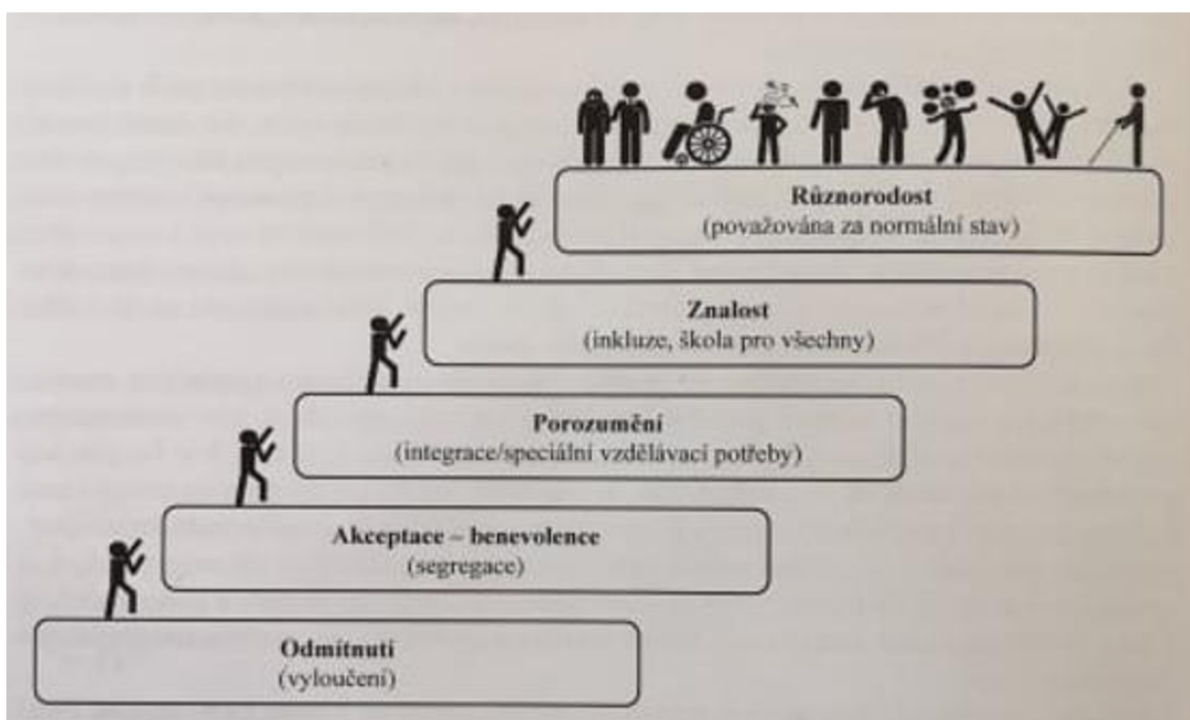 Různorodost
(považována za normální stav)
Znalost
(inkluze, škola pro všechny)
Porozumění
(integrace/speciální vzdělávací potřeby)
Akceptace – benevolence
(segregace)
Odmítnutí
(vyloučení)